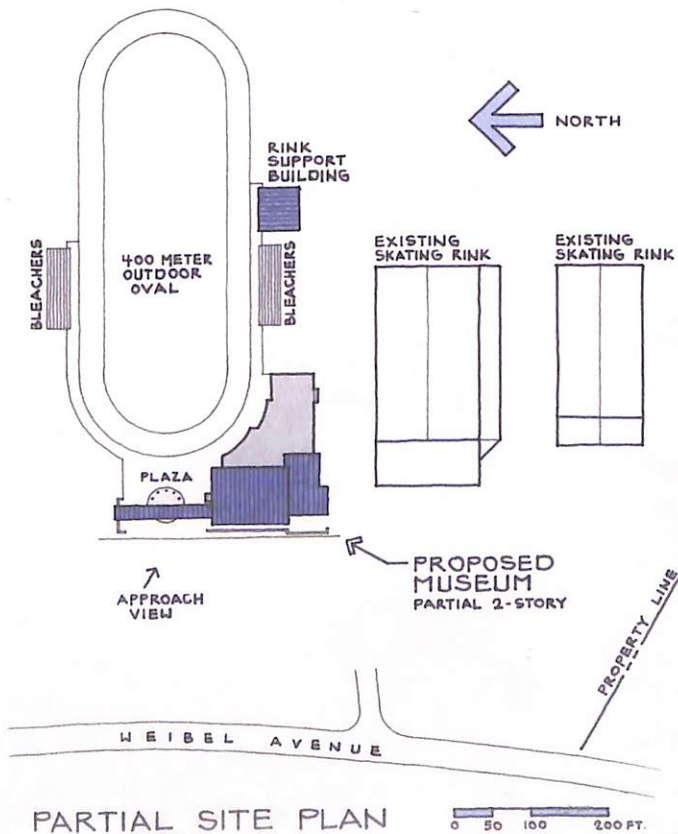 NORTH
RINK
SUPPORT
BUILDING
EXISTING
SKATING RINK
EXISTING
SKATING RINK
BLEACHERS
400 METER
OUTDOOR
OVAL
BLEACHERS
PLAZA
PROPOSED
MUSEUM
PARTIAL 2-STORY
APPROACH
VIEW
PROPERTY LINE
WEIBEL AVENUE
PARTIAL SITE PLAN
0 50 100 200 FT.